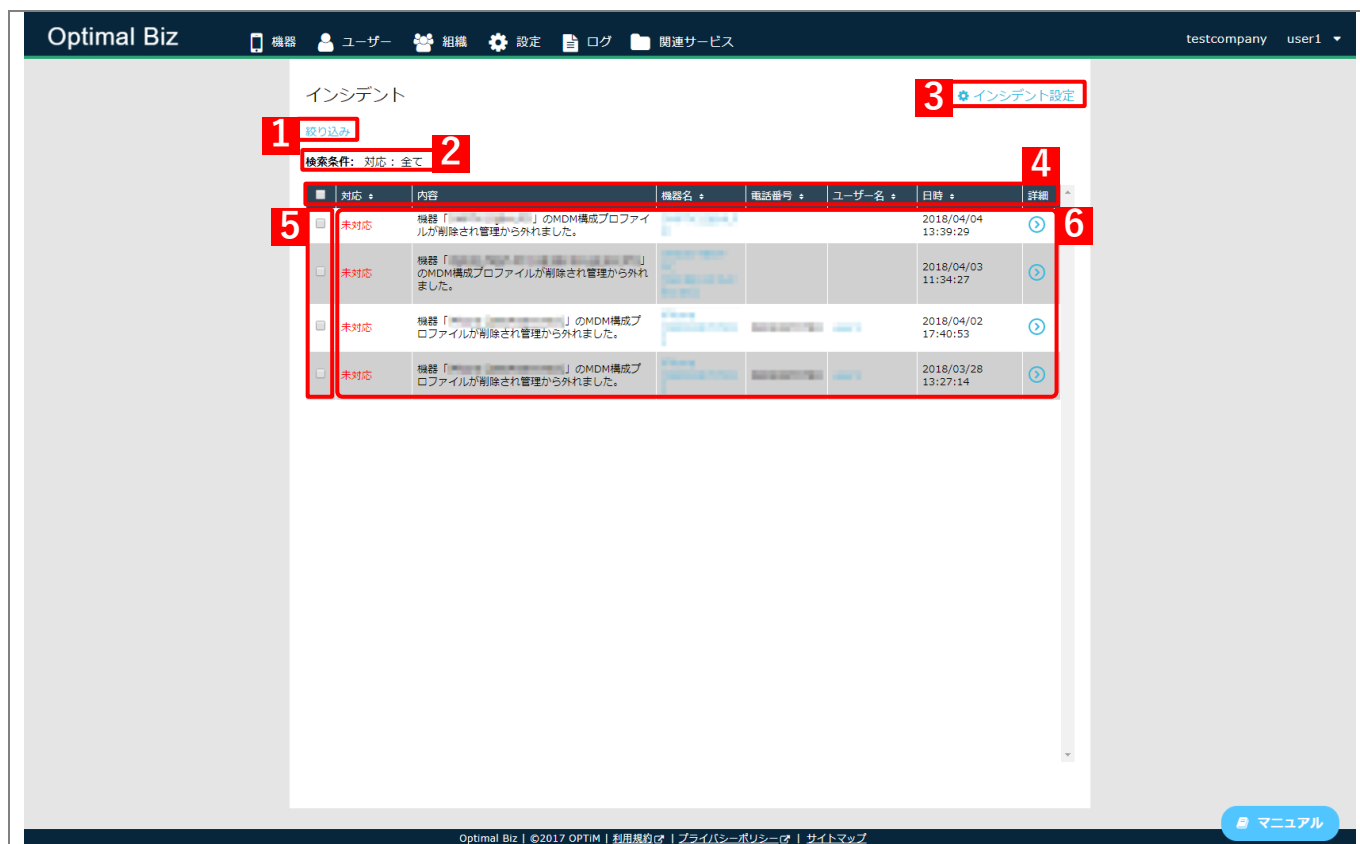 Optimal Biz 機器 ユーザー 組織 設定 ログ 関連サービス testcompany user1
インシデント 3 インシデント設定
1 絞り込み
検索条件: 対応 : 全て 2
4
対応 内容 機器名 電話番号 ユーザー名 日時 詳細
5 6
未対応 機器「 」のMDM構成プロファイ 2018/04/04
ルが削除され管理から外れました。 13:39:29
機器「 」
未対応 のMDM構成プロファイルが削除され管理から外れ 2018/04/03
ました。 11:34:27
未対応 機器「 」のMDM構成プ 2018/04/02
ロファイルが削除され管理から外れました。 17:40:53
未対応 機器「 」のMDM構成プ 2018/03/28
ロファイルが削除され管理から外れました。 13:27:14
マニュアル
Optimal Biz | ©2017 OPTiM | 利用規約 | プライバシーポリシー | サイトマップ